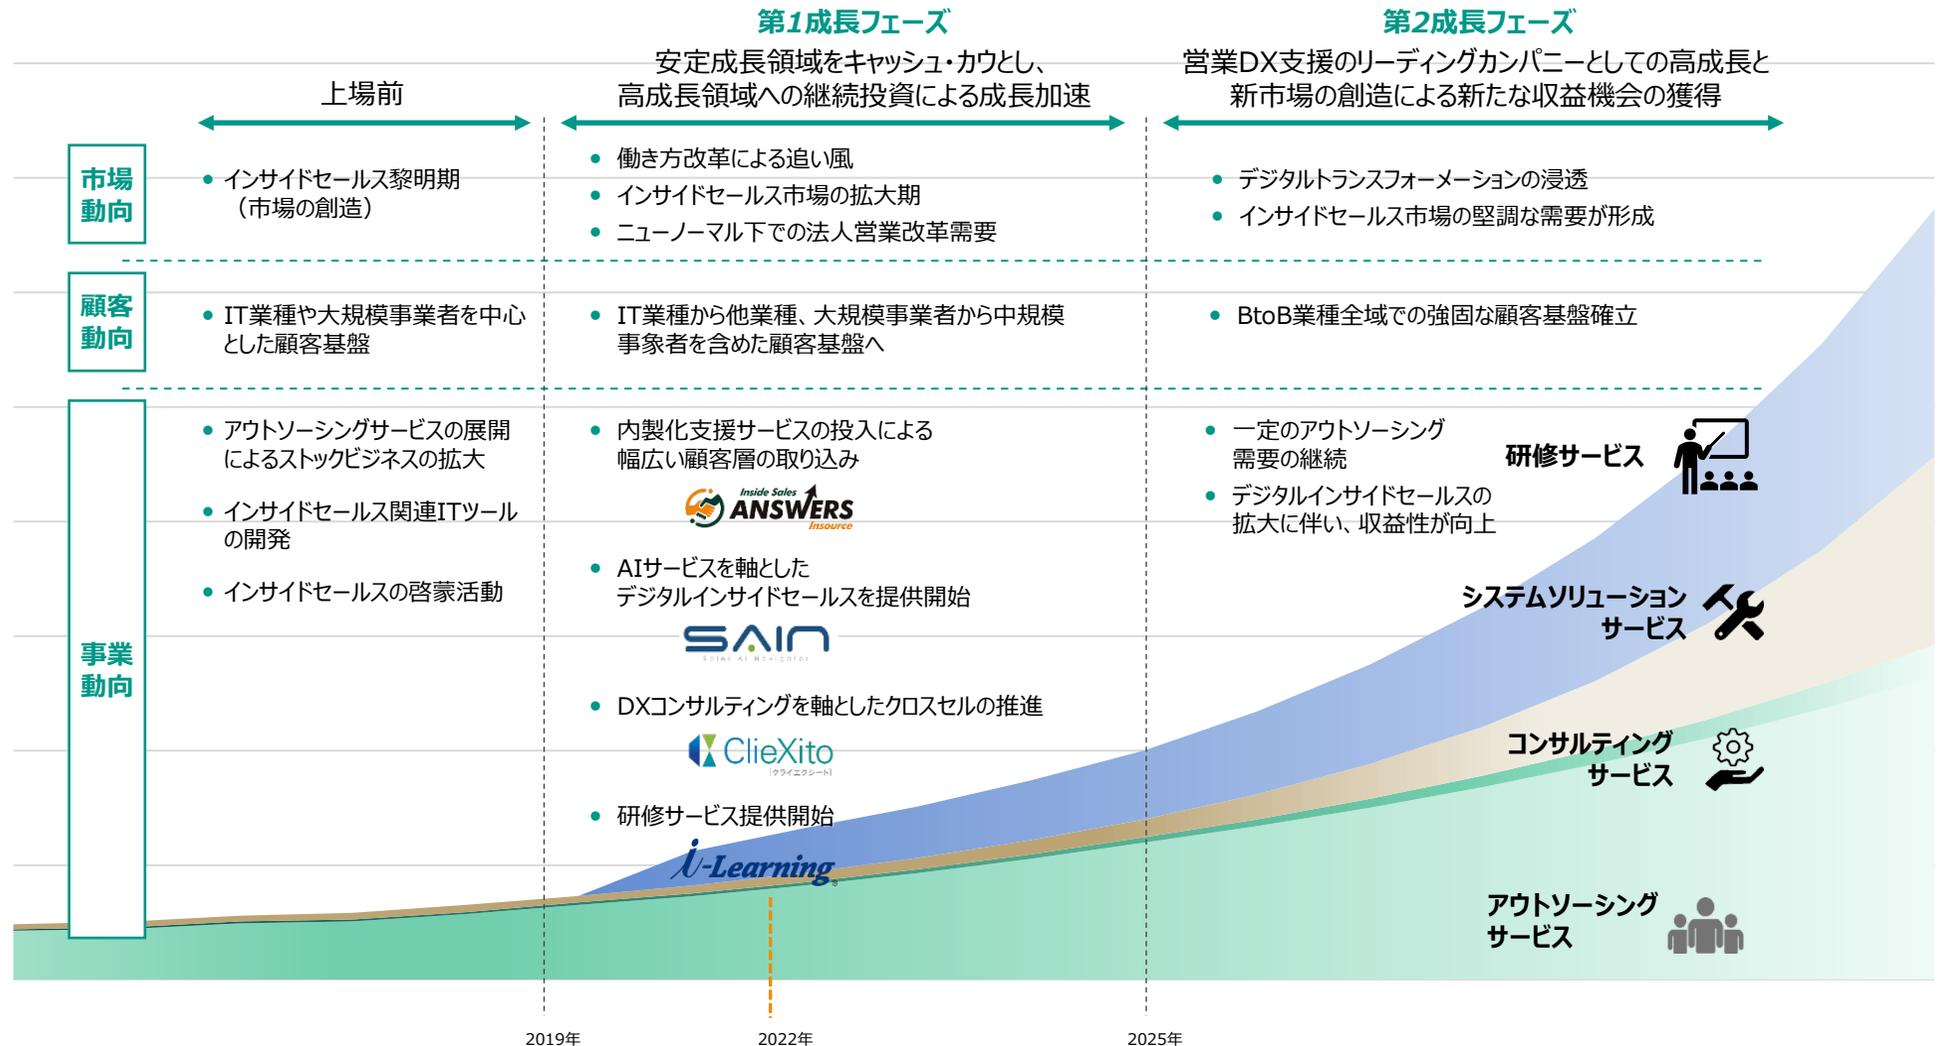 第1成長フェーズ
第2成長フェーズ
上場前
安定成長領域をキャッシュ・カウとし、
高成長領域への継続投資による成長加速
営業DX支援のリーディングカンパニーとしての高成長と
新市場の創造による新たな収益機会の獲得
市場
動向
● インサイドセールス黎明期
（市場の創造）
● 働き方改革による追い風
● インサイドセールス市場の拡大期
● ニューノーマル下での法人営業改革需要
● デジタルトランスフォーメーションの浸透
● インサイドセールス市場の堅調な需要が形成
顧客
動向
● IT業種や大規模事業者を中心
とした顧客基盤
● IT業種から他業種、大規模事業者から中規模
事象者を含めた顧客基盤へ
● BtoB業種全域での強固な顧客基盤確立
事業
動向
● アウトソーシングサービスの展開
によるストックビジネスの拡大
● インサイドセールス関連ITツール
の開発
● インサイドセールスの啓蒙活動
● 内製化支援サービスの投入による
幅広い顧客層の取り込み
Inside Sales
ANSWERS
Insource
● AIサービスを軸とした
デジタルインサイドセールスを提供開始
SAIN
Sales AI Navigator
● DXコンサルティングを軸としたクロスセルの推進
ClieXito
［クライエクシート］
● 研修サービス提供開始
i-Learning®
● 一定のアウトソーシング
需要の継続
● デジタルインサイドセールスの
拡大に伴い、収益性が向上
研修サービス
システムソリューション
サービス
コンサルティング
サービス
アウトソーシング
サービス
2019年
2022年
2025年